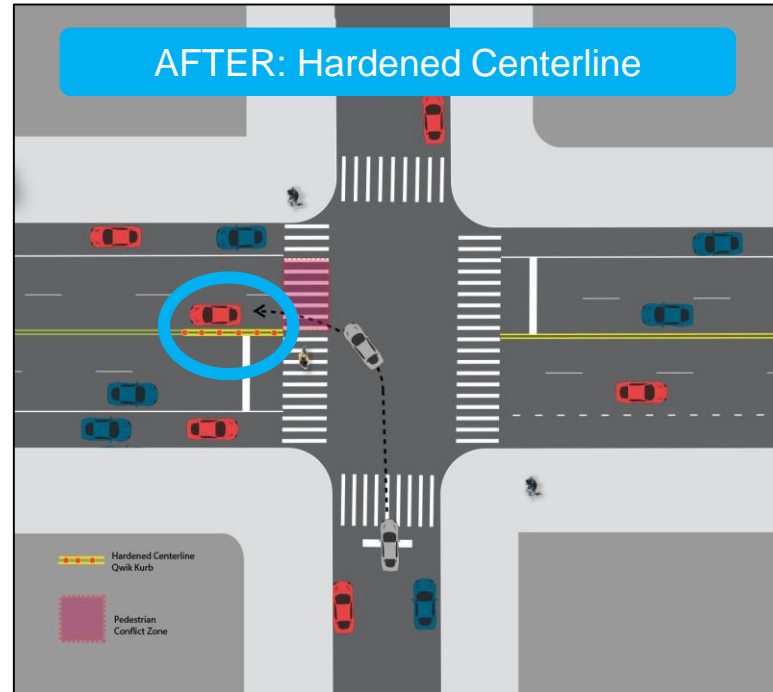 AFTER: Hardened Centerline
Hardened Centerline
Qwik Kurb
Pedestrian
Conflict Zone